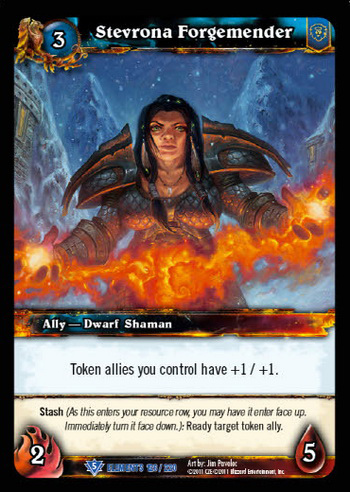 3
Stevrona Forgemender
Ally — Dwarf Shaman
Token allies you control have +1 / +1.
Stash (As this enters your resource row, you may have it enter face up.
Immediately turn it face down.): Ready target token ally.
2
5
Art by: Jim Pavelec